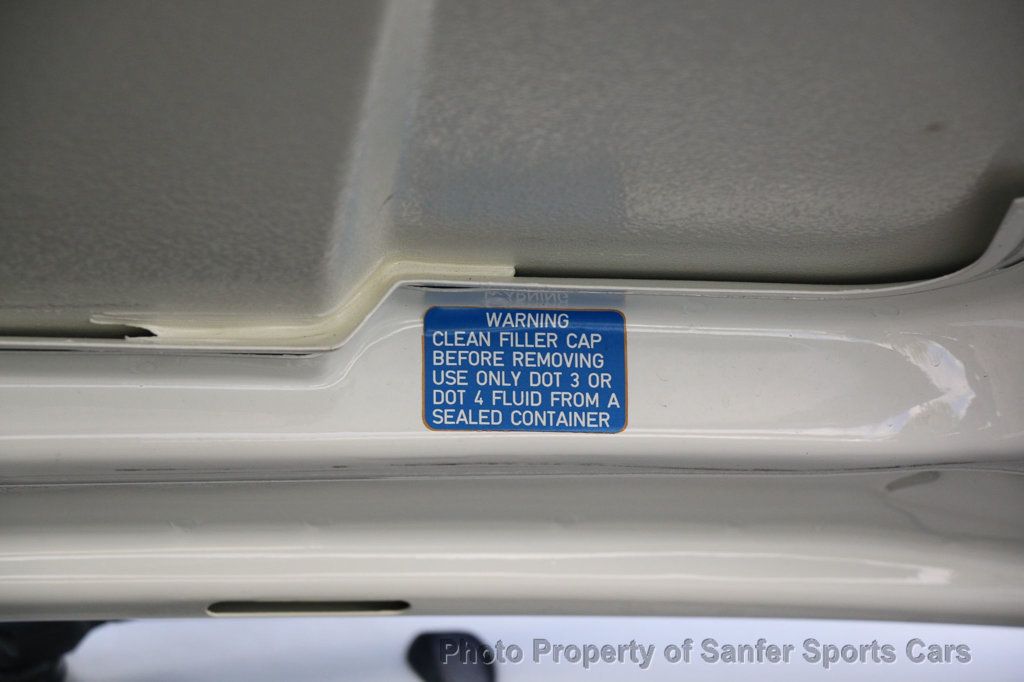 WARNING
CLEAN FILLER CAP
BEFORE REMOVING
USE ONLY DOT 3 OR
DOT 4 FLUID FROM A
SEALED CONTAINER
Photo Property of Sanfer Sports Cars